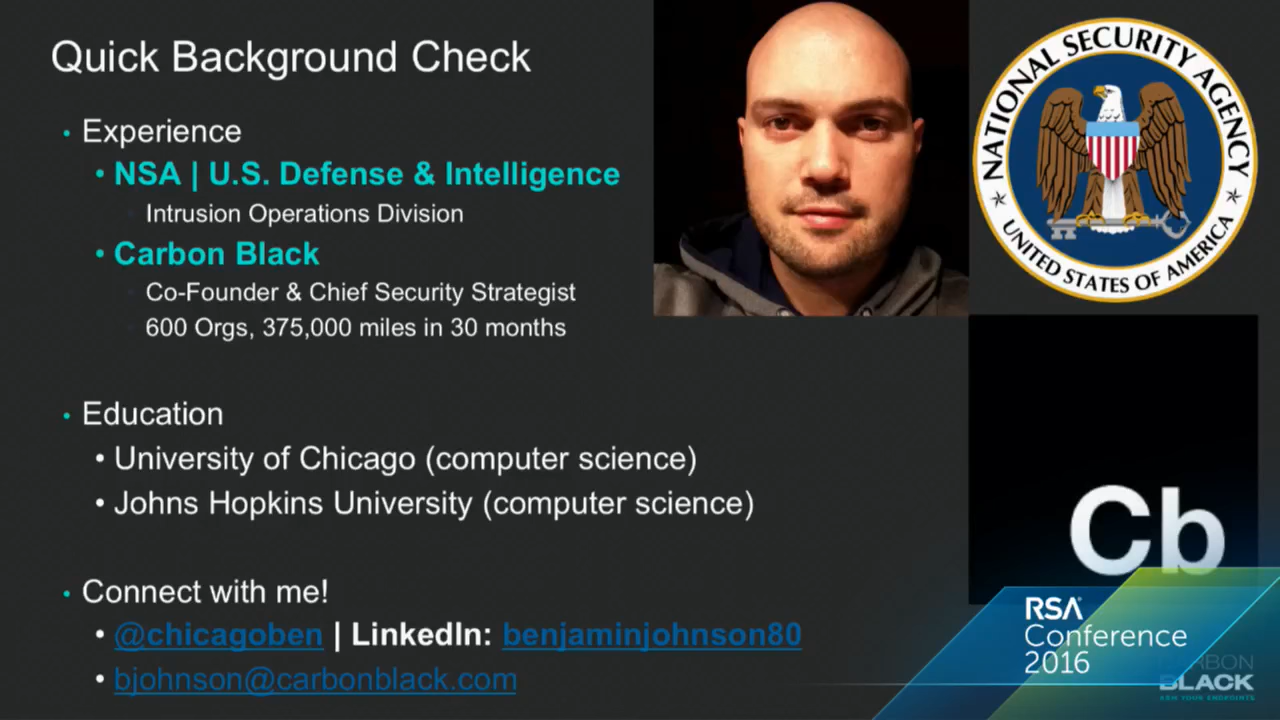 Quick Background Check
• Experience
• NSA | U.S. Defense & Intelligence
Intrusion Operations Division
• Carbon Black
Co-Founder & Chief Security Strategist
600 Orgs, 375,000 miles in 30 months
• Education
• University of Chicago (computer science)
• Johns Hopkins University (computer science)
• Connect with me!
• @chicagoben | LinkedIn: benjaminjohnson80
• bjohnson@carbonblack.com
NATIONAL SECURITY AGENCY
UNITED STATES OF AMERICA
Cb
RSA
Conference
2016
CARBON
BLACK
ARM YOUR ENDPOINTS